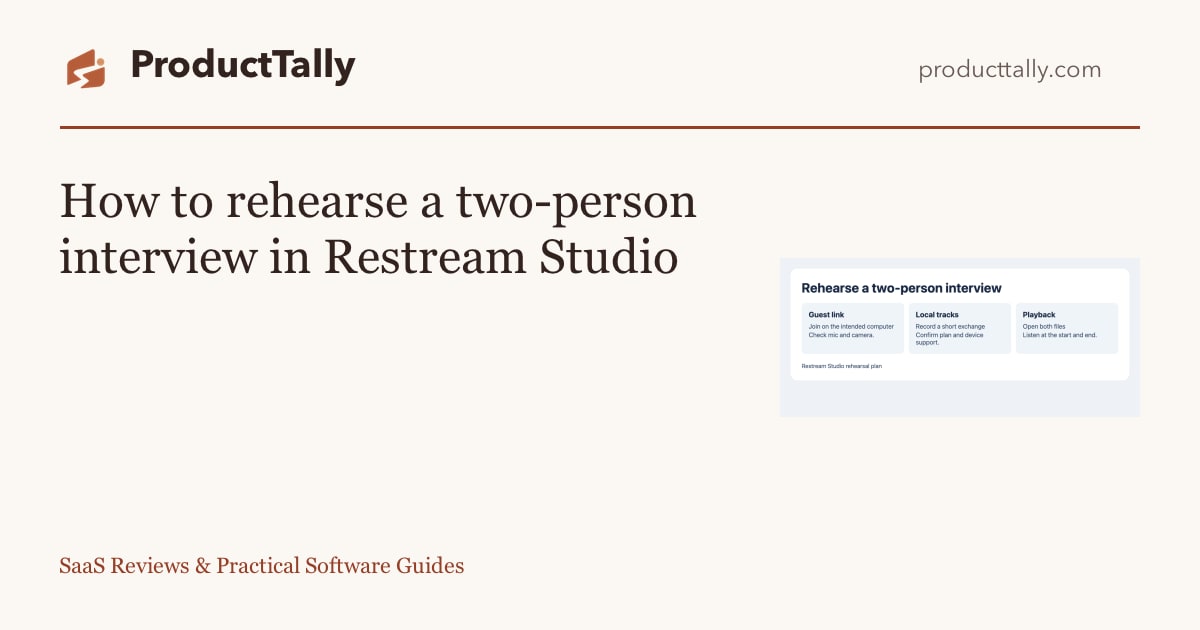 ProductTally
producttally.com
How to rehearse a two-person
interview in Restream Studio
Rehearse a two-person interview
Guest link
Join on the intended computer
Check mic and camera.
Local tracks
Record a short exchange
Confirm plan and device
support.
Playback
Open both files
Listen at the start and end.
Restream Studio rehearsal plan
SaaS Reviews & Practical Software Guides